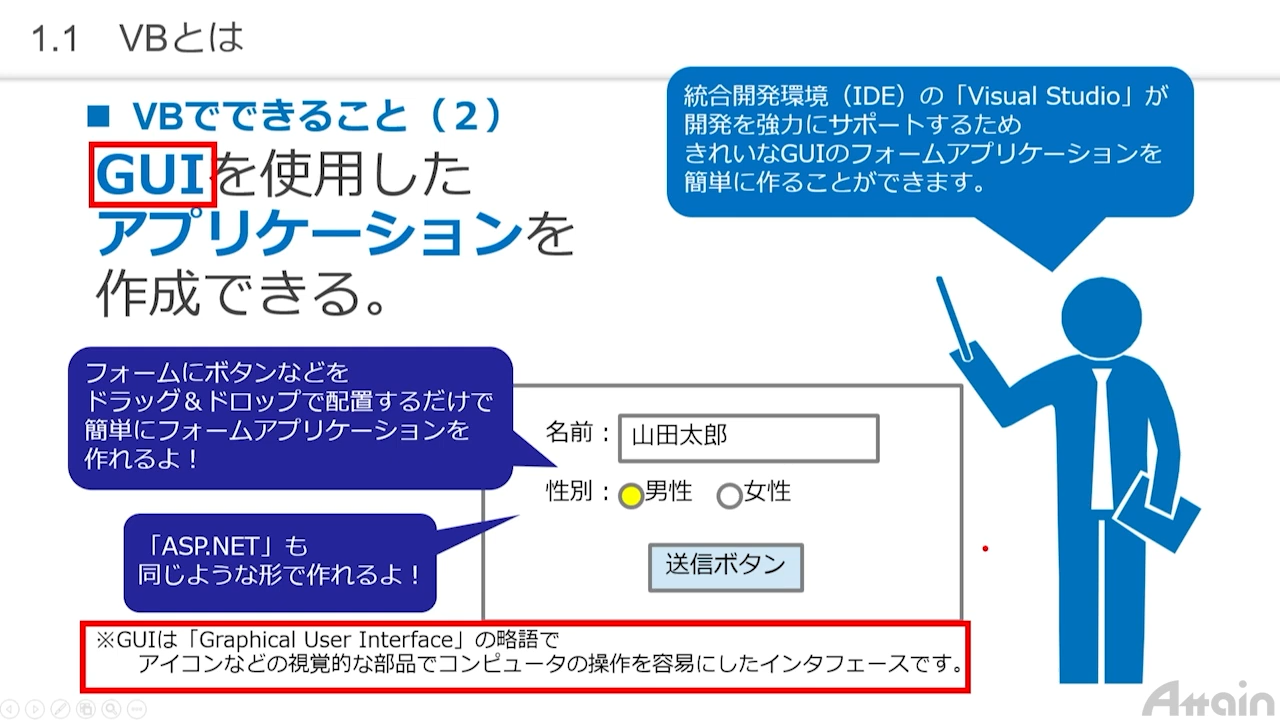 1.1　VBとは
■ VBでできること（２）
GUIを使用した
アプリケーションを
作成できる。
統合開発環境（IDE）の「Visual Studio」が
開発を強力にサポートするため
きれいなGUIのフォームアプリケーションを
簡単に作ることができます。
フォームにボタンなどを
ドラッグ＆ドロップで配置するだけで
簡単にフォームアプリケーションを
作れるよ！
名前：山田太郎
性別：男性　女性
「ASP.NET」も
同じような形で作れるよ！
送信ボタン
※GUIは「Graphical User Interface」の略語で
アイコンなどの視覚的な部品でコンピュータの操作を容易にしたインタフェースです。
Attain